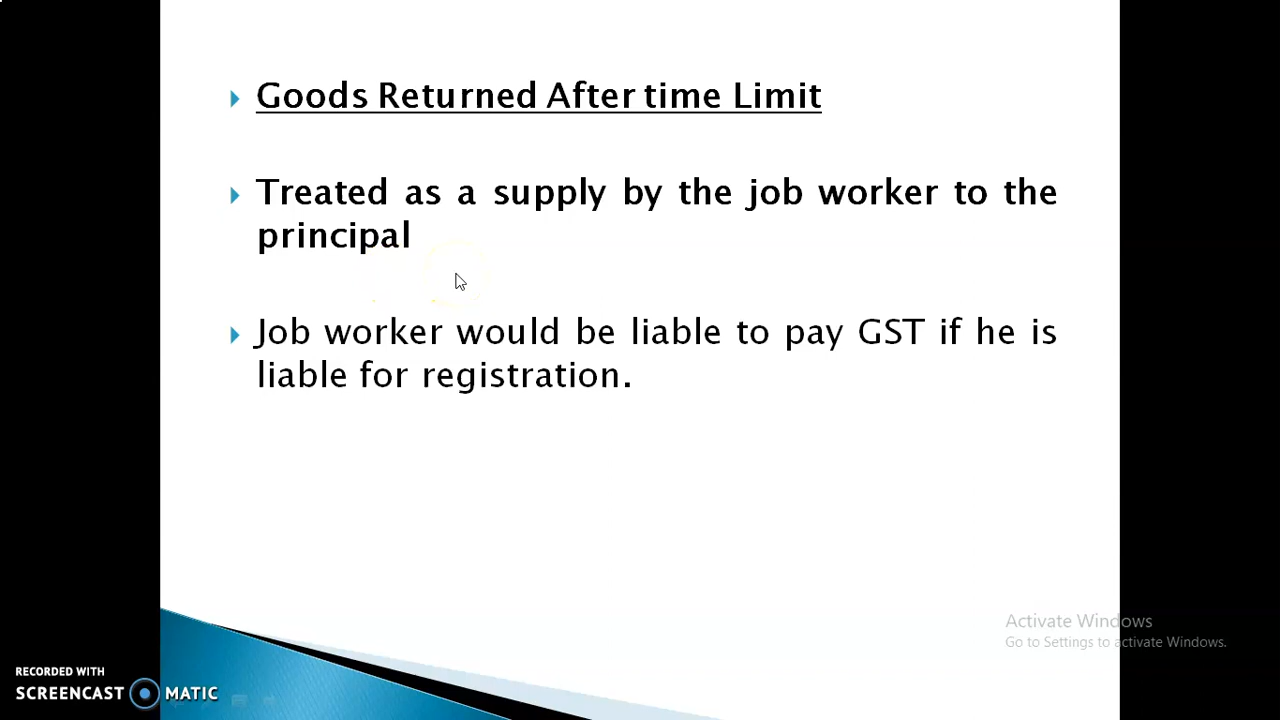 Goods Returned After time Limit
Treated as a supply by the job worker to the
principal
Job worker would be liable to pay GST if he is
liable for registration.
Activate Windows
Go to Settings to activate Windows.
RECORDED WITH
SCREENCAST MATIC